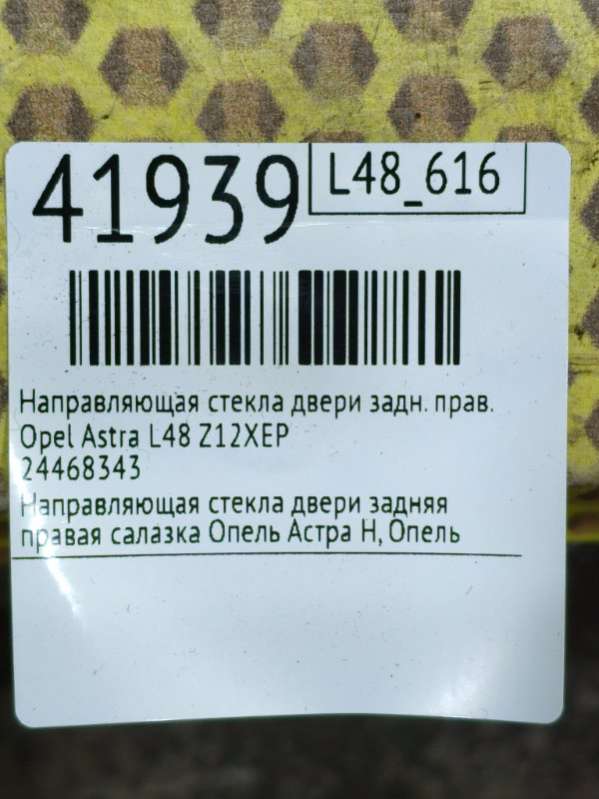 41939
L48_616
Направляющая стекла двери задн. прав.
Opel Astra L48 Z12XEP
24468343
Направляющая стекла двери задняя
правая салазка Опель Астра Н, Опель